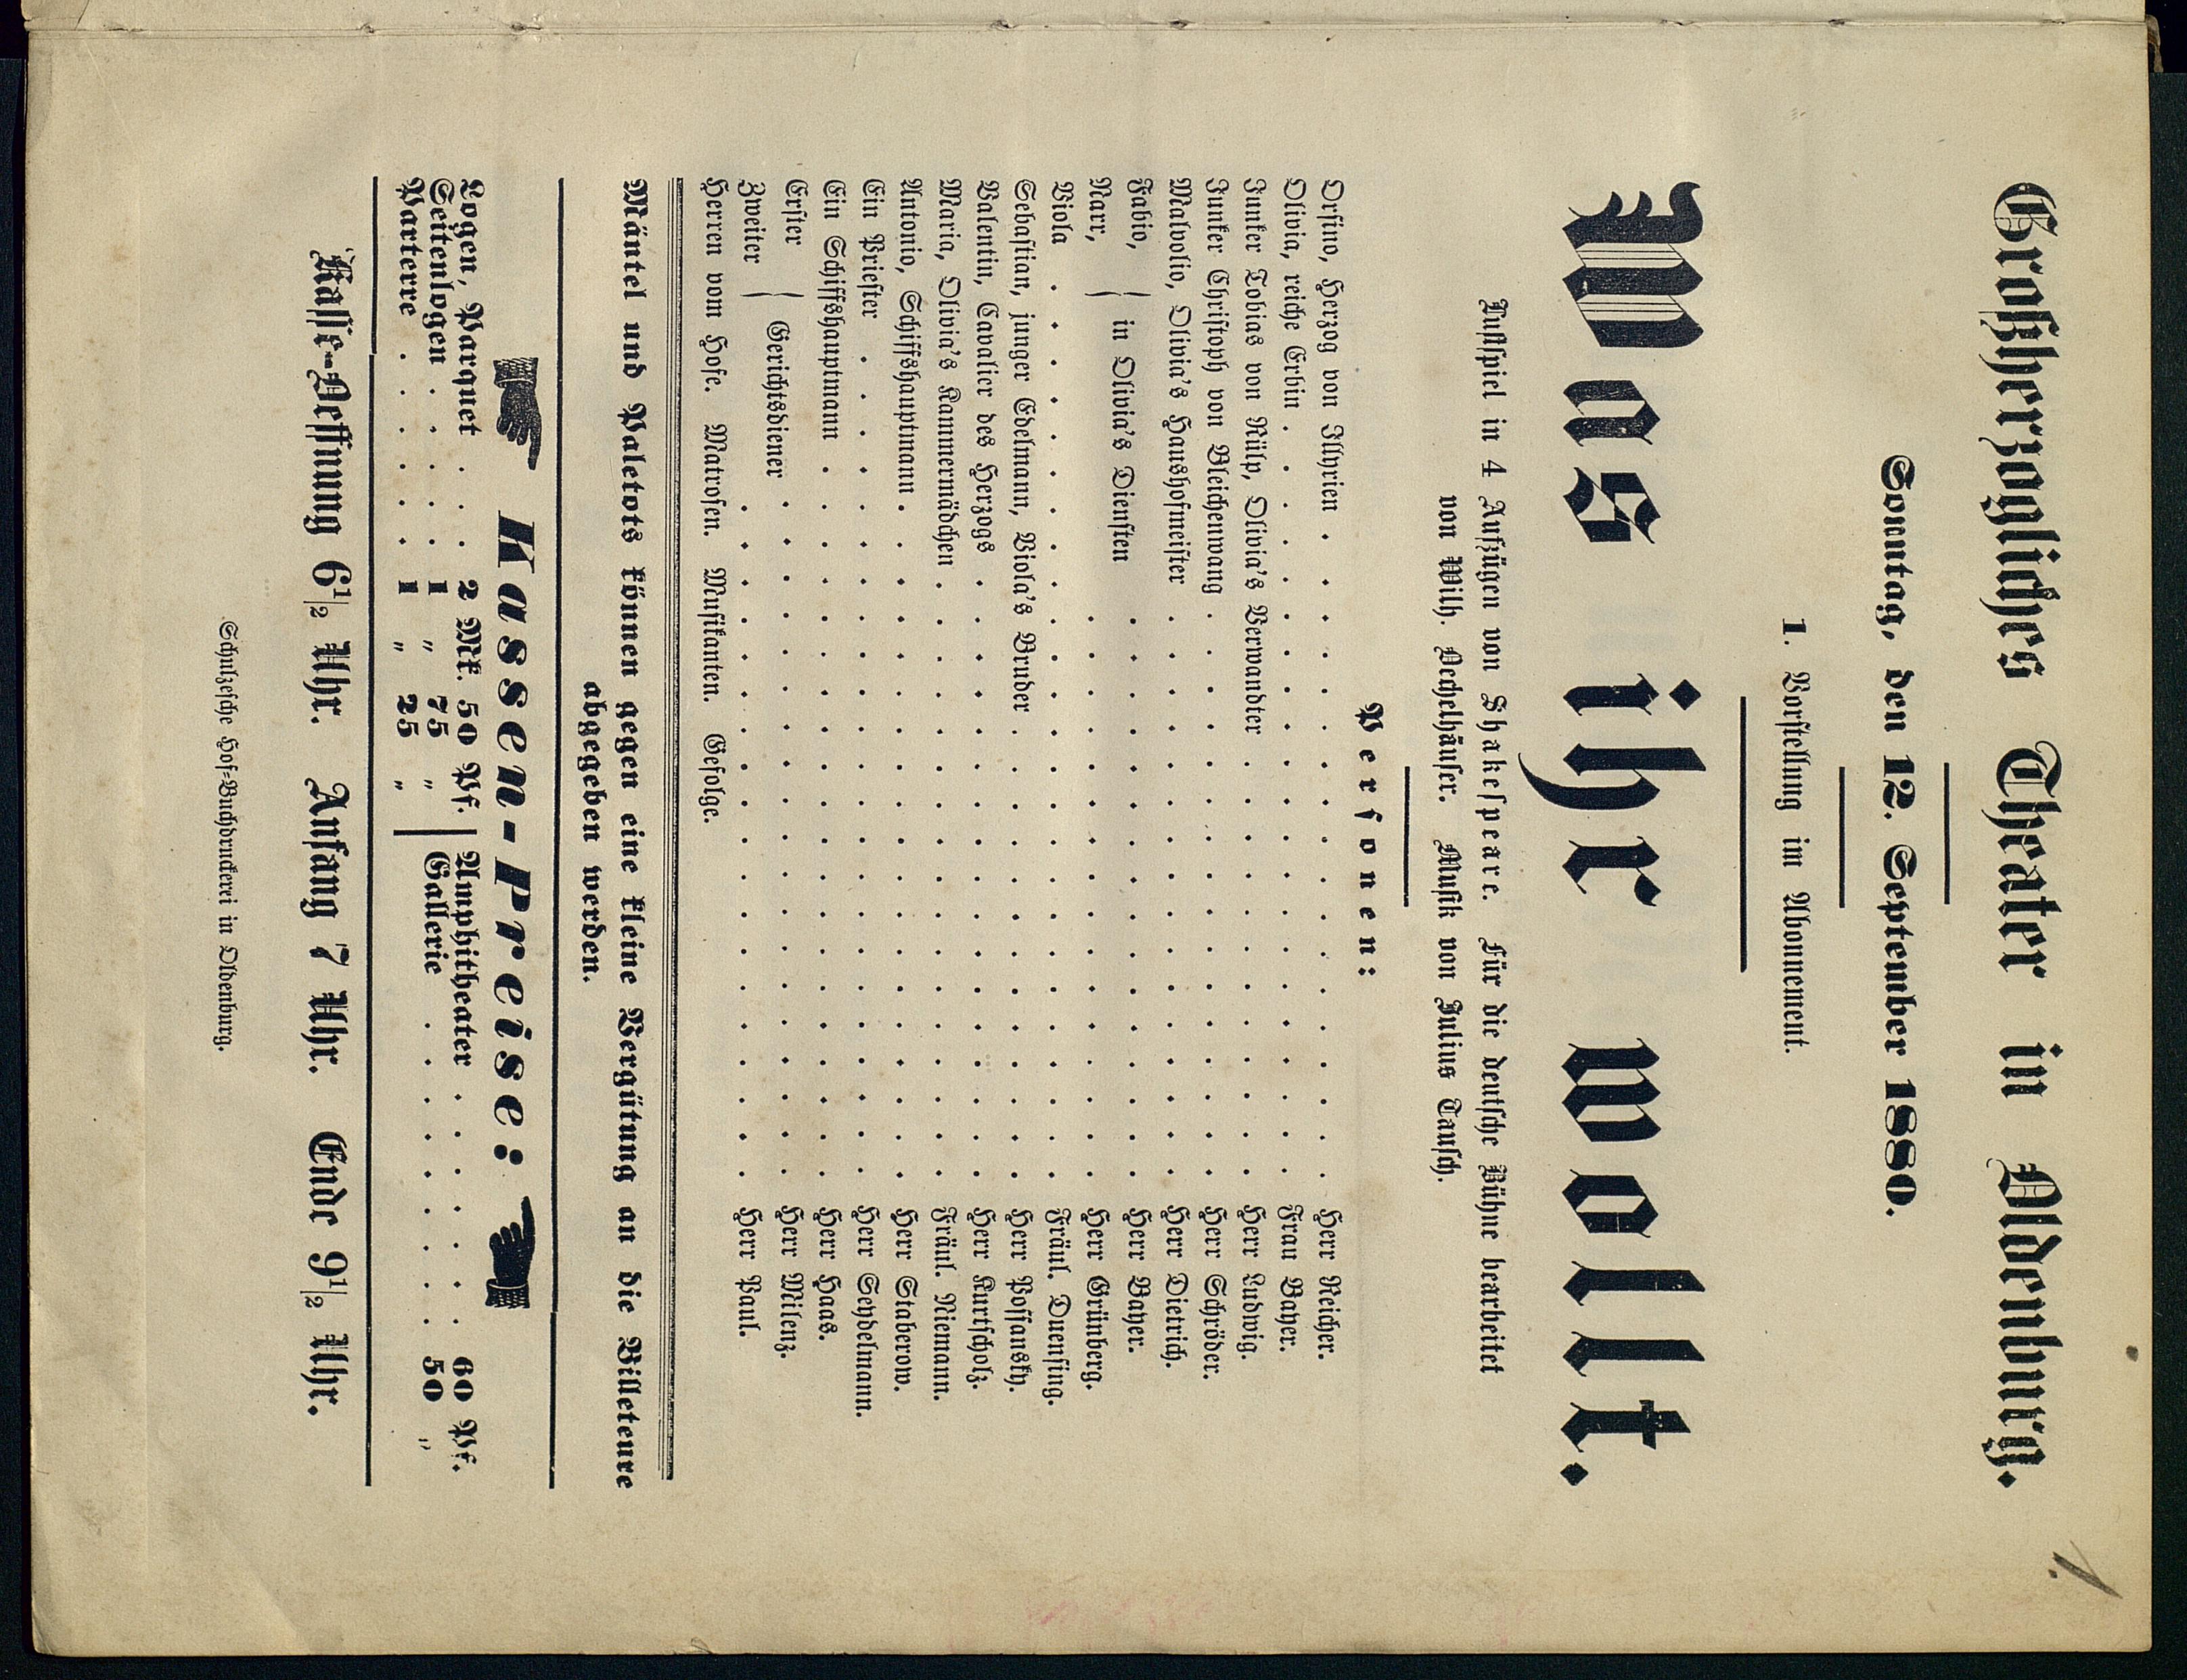 1.
Großherzogliches Theater in Oldenburg.
Sonntag, den 12. September 1880.
1. Vorstellung im Abonnement.
Was ihr wollt.
Lustspiel in 4 Aufzügen von Shakespeare. Für die deutsche Bühne bearbeitet
von Wilh. Oechelhäuser. Musik von Julius Tausch.
Personen:
Orsino, Herzog von Illyrien . . . . . Herr Reicher.
Olivia, reiche Erbin . . . . . Frau Bayer.
Junker Tobias von Rülp, Olivia's Verwandter . . . . . Herr Ludwig.
Junker Christoph von Bleichenwang . . . . . Herr Schröder.
Malvolio, Olivia's Haushofmeister . . . . . Herr Dietrich.
Fabio, } in Olivia's Diensten . . . . . Herr Bayer.
Narr, } . . . . . Herr Grünberg.
Viola . . . . . Fräul. Duensing.
Sebastian, junger Edelmann, Viola's Bruder . . . . . Herr Possansky.
Valentin, Cavalier des Herzogs . . . . . Herr Kurtscholz.
Maria, Olivia's Kammermädchen . . . . . Fräul. Niemann.
Antonio, Schiffshauptmann . . . . . Herr Staberow.
Ein Priester . . . . . Herr Seydelmann.
Ein Schiffshauptmann . . . . . Herr Haas.
Erster } Gerichtsdiener . . . . . Herr Milenz.
Zweiter } . . . . . Herr Paul.
Herren vom Hofe. Matrosen. Musikanten. Gefolge.
Mäntel und Paletots können gegen eine kleine Vergütung an die Billeteure
abgegeben werden.
Kassen-Preise:
Logen, Parquet . . . 2 Mk. 50 Pf.
Seitenlogen . . . . 1 „ 75 „
Parterre . . . . . 1 „ 25 „
Amphitheater . . . . . 60 Pf.
Gallerie . . . . . 50 „
Kasse-Oeffnung 6 1/2 Uhr. Anfang 7 Uhr. Ende 9 1/2 Uhr.
Schulzesche Hof-Buchdruckerei in Oldenburg.